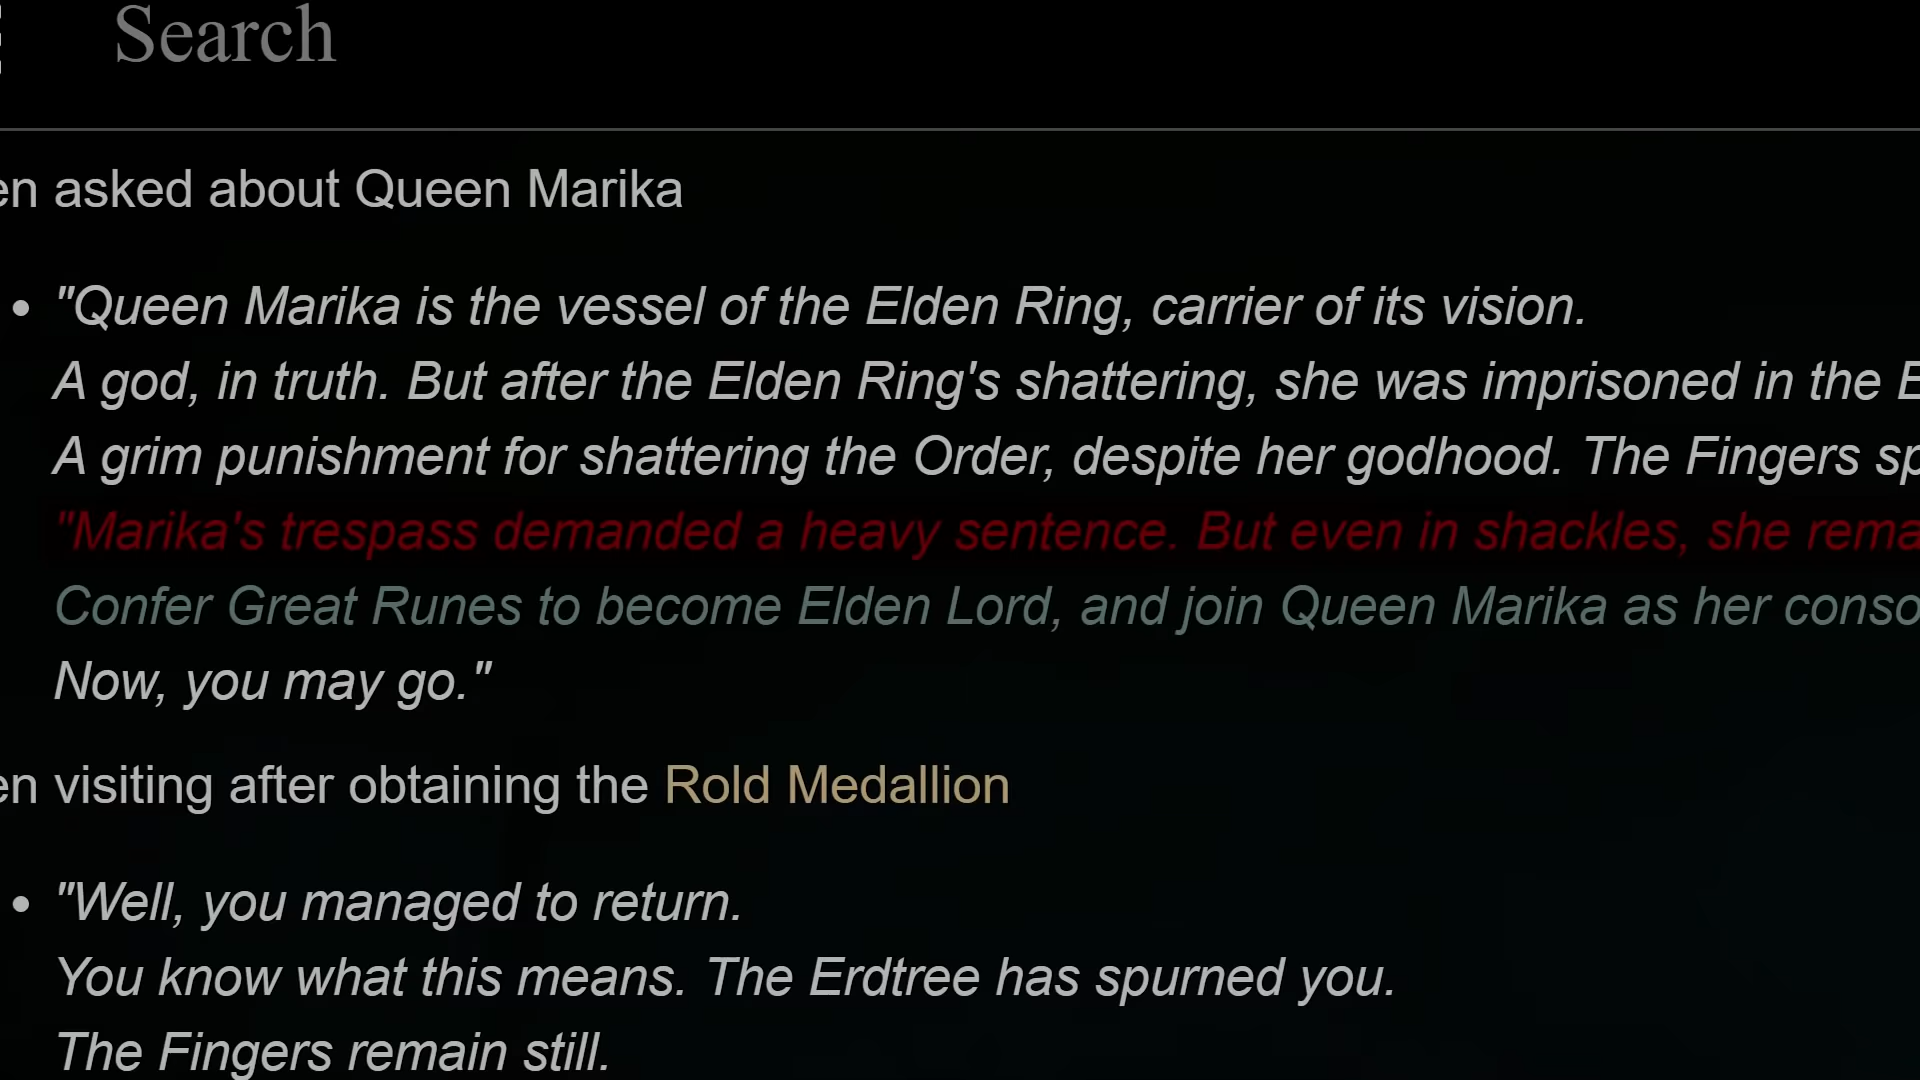 Search
en asked about Queen Marika
• "Queen Marika is the vessel of the Elden Ring, carrier of its vision.
A god, in truth. But after the Elden Ring's shattering, she was imprisoned in the E
A grim punishment for shattering the Order, despite her godhood. The Fingers sp
"Marika's trespass demanded a heavy sentence. But even in shackles, she rema
Confer Great Runes to become Elden Lord, and join Queen Marika as her conso
Now, you may go."
en visiting after obtaining the Rold Medallion
• "Well, you managed to return.
You know what this means. The Erdtree has spurned you.
The Fingers remain still.